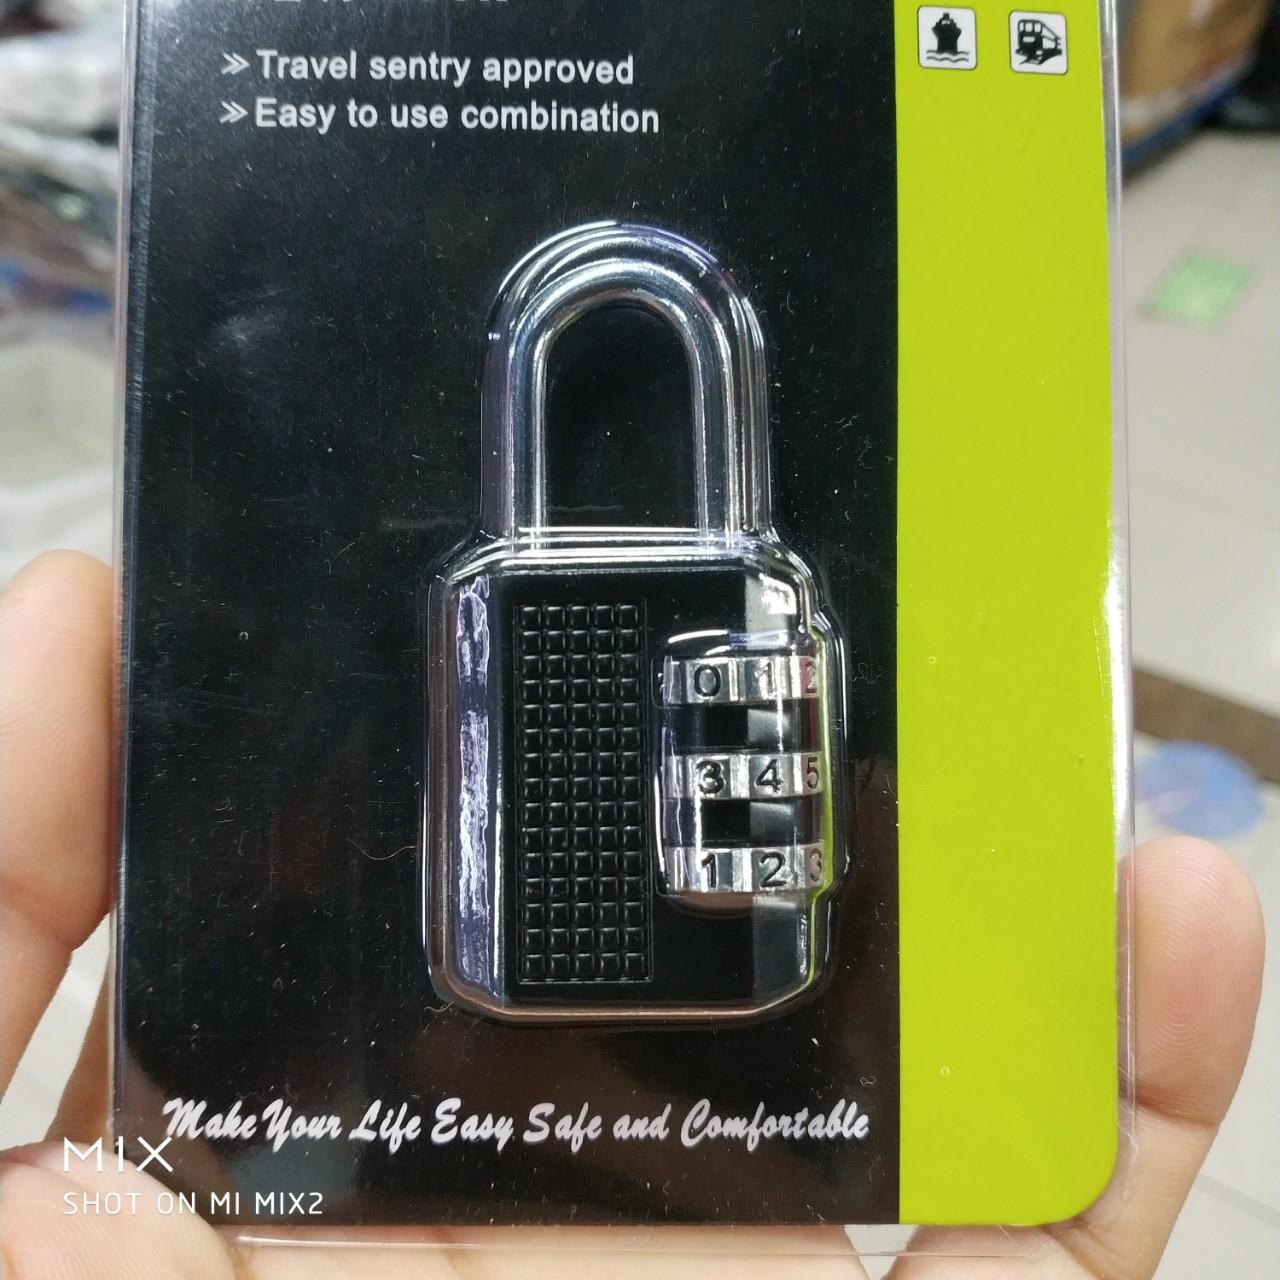 Travel sentry approved
Easy to use combination
0 1 2
3 4 5
1 2 3
Make Your Life Easy Safe and Comfortable
MIX
SHOT ON MI MIX2